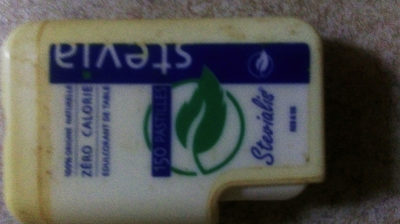 stevia
Stevialis
150 PASTILLES
100% ORIGINE NATURELLE
ZÉRO CALORIE
ÉDULCORANT DE TABLE